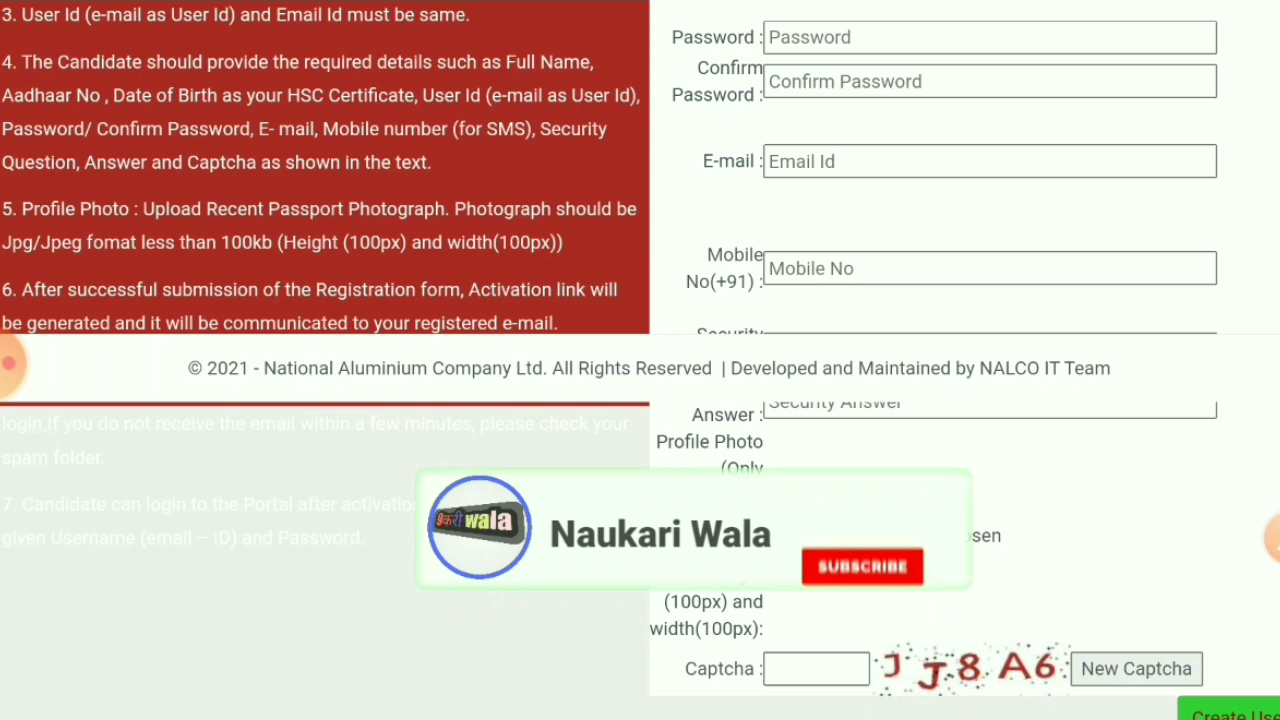 3. User Id (e-mail as User Id) and Email Id must be same.
4. The Candidate should provide the required details such as Full Name,
Aadhaar No , Date of Birth as your HSC Certificate, User Id (e-mail as User Id),
Password/ Confirm Password, E- mail, Mobile number (for SMS), Security
Question, Answer and Captcha as shown in the text.
5. Profile Photo : Upload Recent Passport Photograph. Photograph should be
Jpg/Jpeg fomat less than 100kb (Height (100px) and width(100px))
6. After successful submission of the Registration form, Activation link will
be generated and it will be communicated to your registered e-mail.
Password : Password
Confirm
Password : Confirm Password
E-mail : Email Id
Mobile
No(+91) : Mobile No
Security
© 2021 - National Aluminium Company Ltd. All Rights Reserved | Developed and Maintained by NALCO IT Team
login.If you do not receive the email within a few minutes, please check your
spam folder.
7. Candidate can login to the Portal after activatio
given Username (email – iD) and Password.
Answer : Security Answer
Profile Photo
(Only
osen
wala
Naukari Wala
SUBSCRIBE
(100px) and
width(100px):
Captcha : J J 8 A 6 New Captcha
Create Use